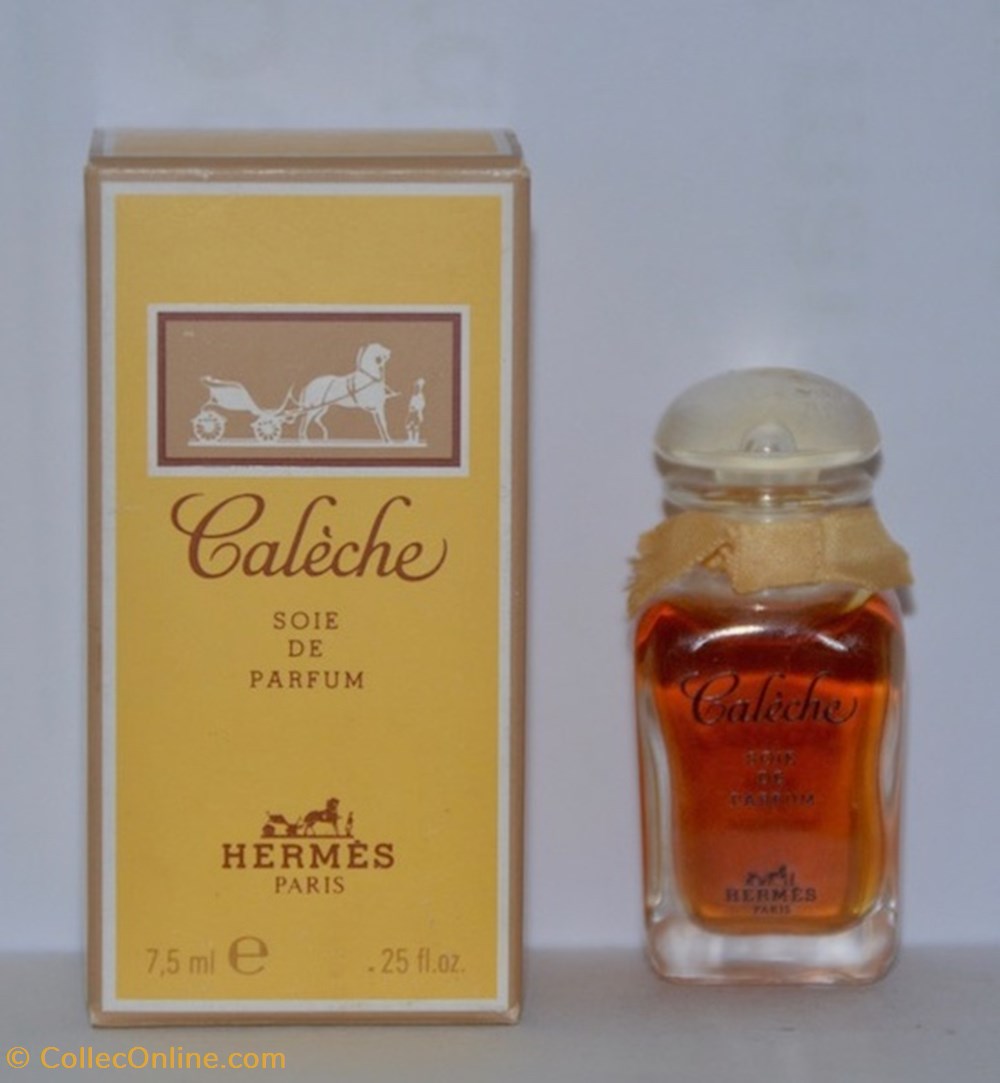 Calèche
SOIE
DE
PARFUM
HERMÈS
PARIS
7,5 ml e .25 fl.oz.
Calèche
SOIE
DE
PARFUM
HERMÈS
PARIS
© CollecOnline.com